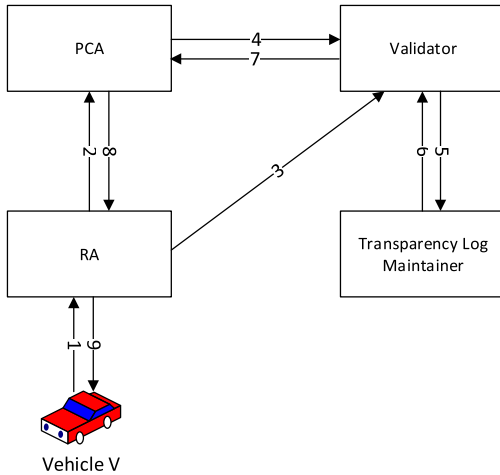 PCA
4
7
Validator
2
8
3
6
5
RA
Transparency Log
Maintainer
1
9
Vehicle V